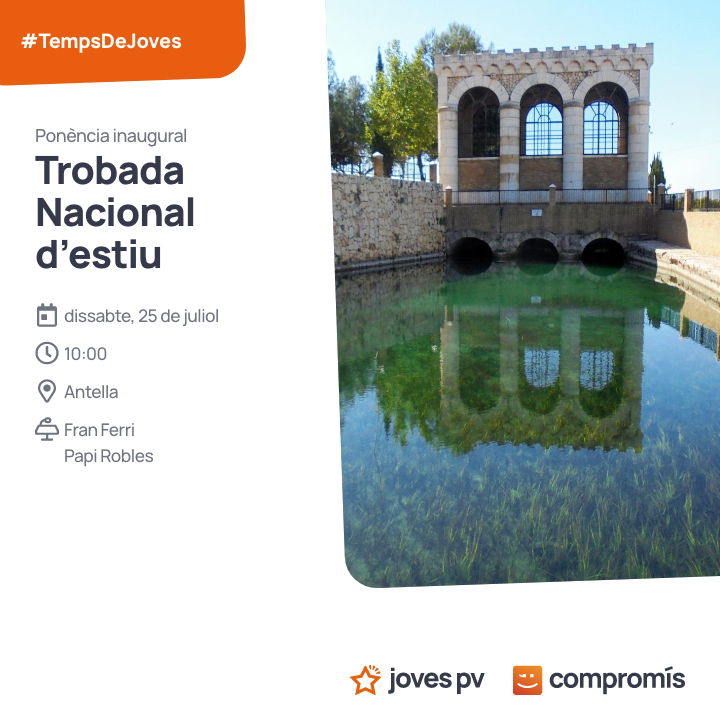 #TempsDeJoves
Ponència inaugural
Trobada
Nacional
d’estiu
dissabte, 25 de juliol
10:00
Antella
Fran Ferri
Papi Robles
joves pv
compromís